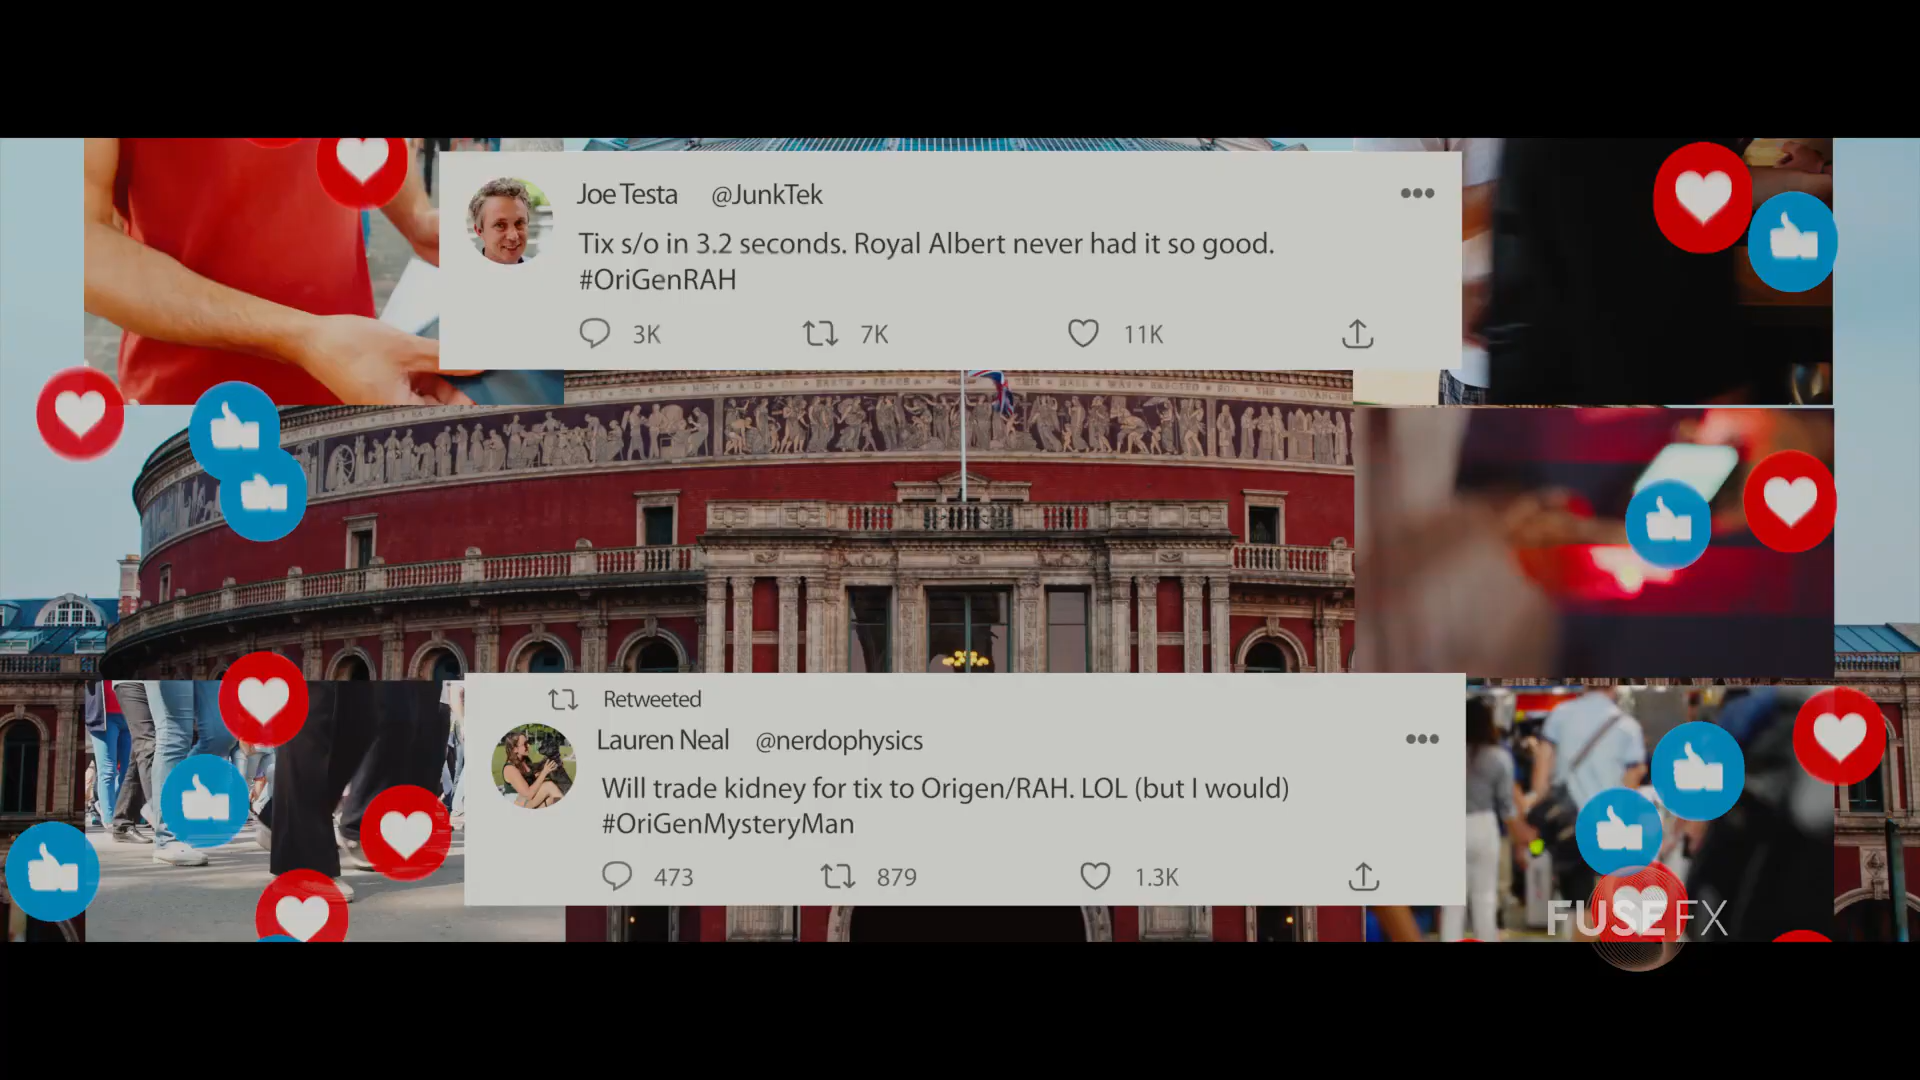 Joe Testa @JunkTek
Tix s/o in 3.2 seconds. Royal Albert never had it so good.
#OriGenRAH
3K 7K 11K
Retweeted
Lauren Neal @nerdophysics
Will trade kidney for tix to Origen/RAH. LOL (but I would)
#OriGenMysteryMan
473 879 1.3K
FUSEFX